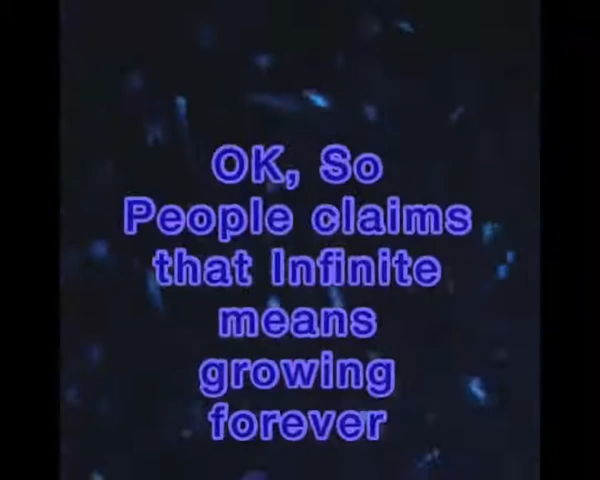 OK, So
People claims
that Infinite
means
growing
forever